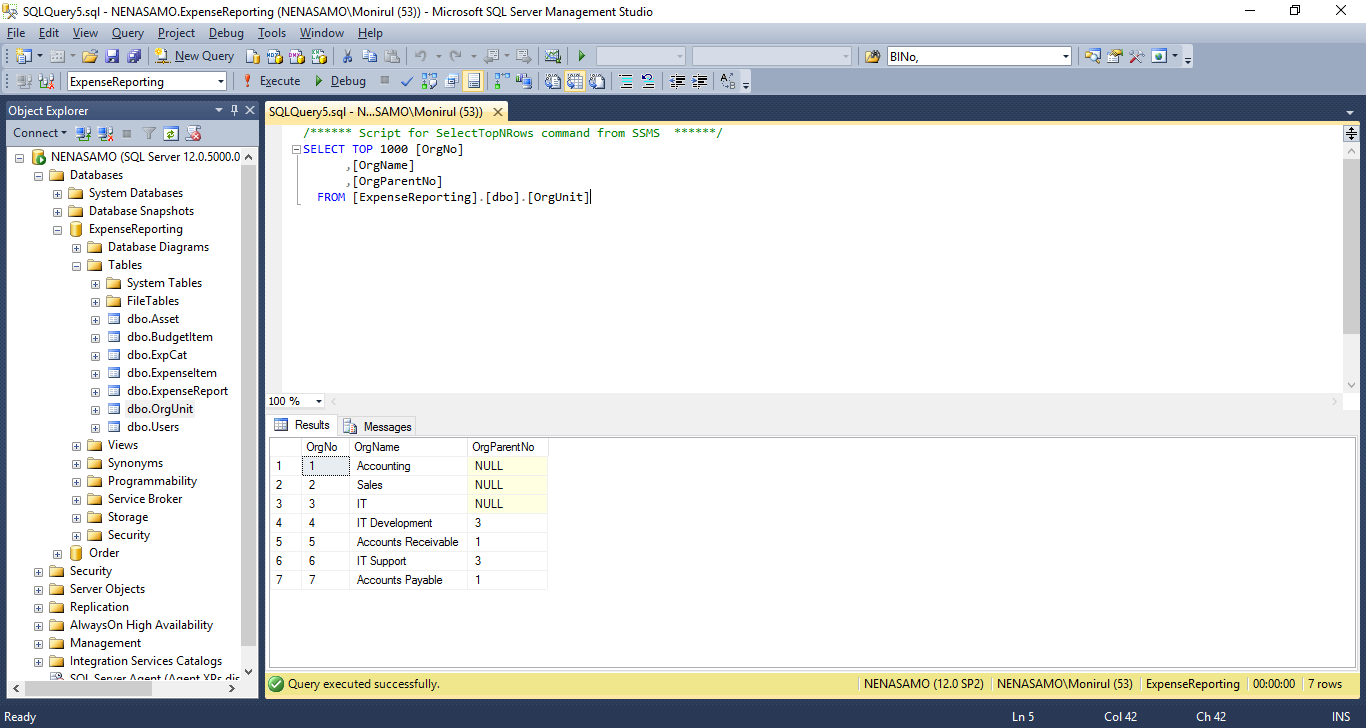 SQLQuery5.sql - NENASAMO.ExpenseReporting (NENASAMO\Monirul (53)) - Microsoft SQL Server Management Studio
File Edit View Query Project Debug Tools Window Help
New Query BINo,
ExpenseReporting Execute Debug
Object Explorer
Connect
NENASAMO (SQL Server 12.0.5000.0
Databases
System Databases
Database Snapshots
ExpenseReporting
Database Diagrams
Tables
System Tables
FileTables
dbo.Asset
dbo.BudgetItem
dbo.ExpCat
dbo.ExpenseItem
dbo.ExpenseReport
dbo.OrgUnit
dbo.Users
Views
Synonyms
Programmability
Service Broker
Storage
Security
Order
Security
Server Objects
Replication
AlwaysOn High Availability
Management
Integration Services Catalogs
SQL Server Agent (Agent XPs dis
SQLQuery5.sql - N...SAMO\Monirul (53))
/****** Script for SelectTopNRows command from SSMS ******/
SELECT TOP 1000 [OrgNo]
,[OrgName]
,[OrgParentNo]
FROM [ExpenseReporting].[dbo].[OrgUnit]
100 %
Results Messages
OrgNo OrgName OrgParentNo
1 1 Accounting NULL
2 2 Sales NULL
3 3 IT NULL
4 4 IT Development 3
5 5 Accounts Receivable 1
6 6 IT Support 3
7 7 Accounts Payable 1
Query executed successfully. NENASAMO (12.0 SP2) NENASAMO\Monirul (53) ExpenseReporting 00:00:00 7 rows
Ready Ln 5 Col 42 Ch 42 INS